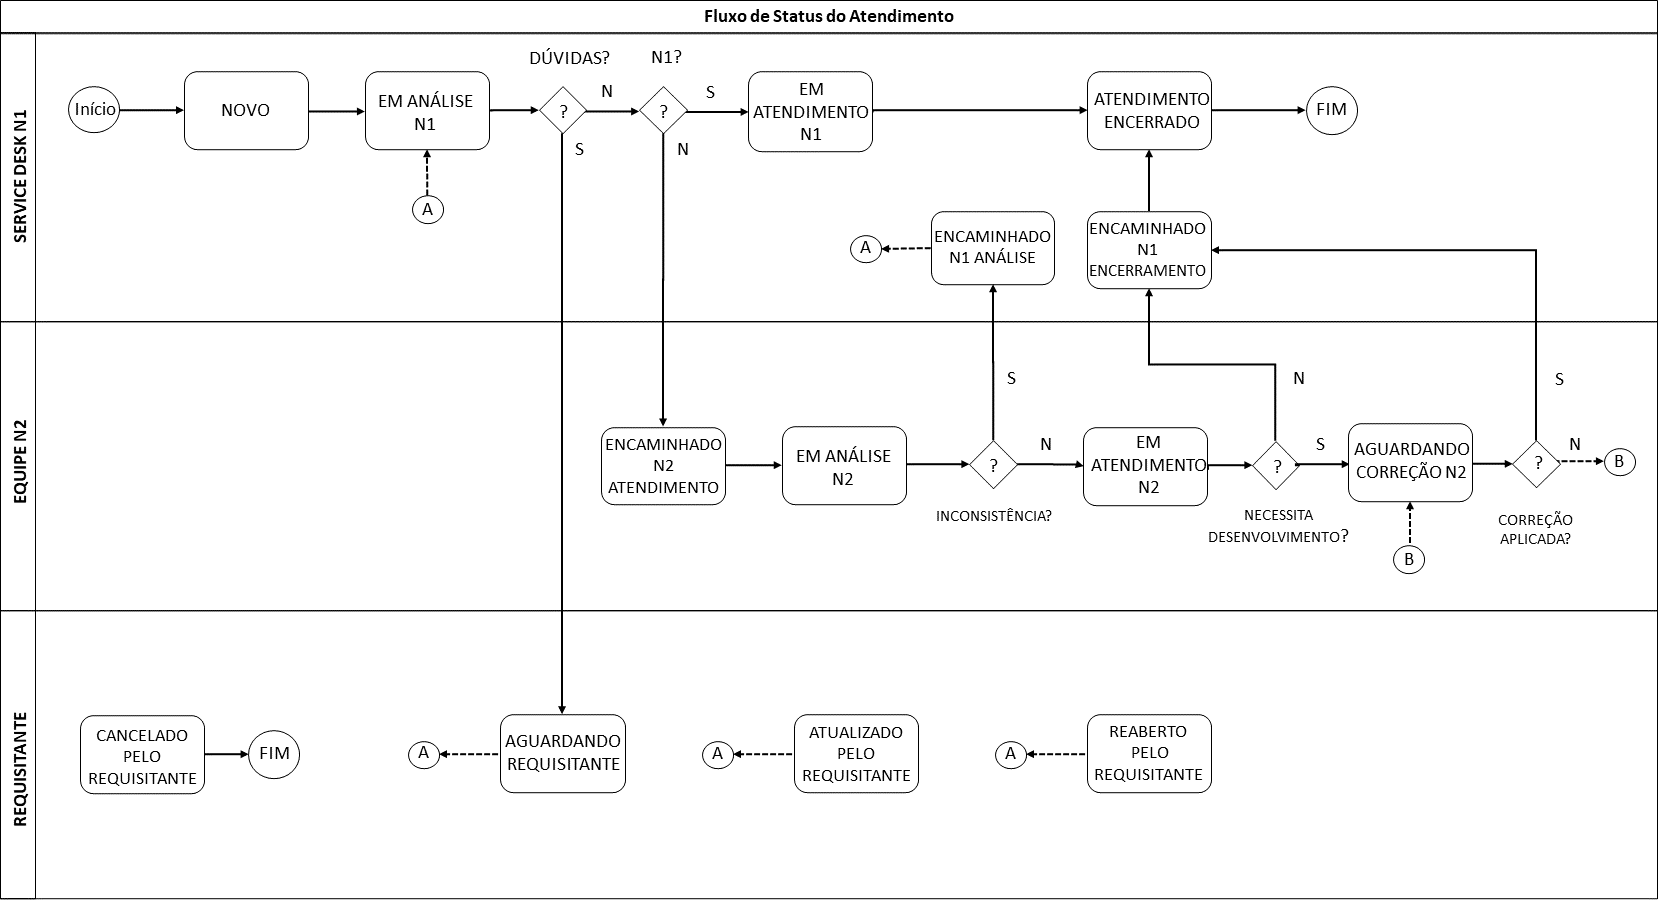 Fluxo de Status do Atendimento
SERVICE DESK N1
DÚVIDAS?
N1?
Início
NOVO
EM ANÁLISE
N1
?
N
?
S
EM
ATENDIMENTO
N1
ATENDIMENTO
ENCERRADO
FIM
S
N
A
A
ENCAMINHADO
N1 ANÁLISE
ENCAMINHADO
N1
ENCERRAMENTO
EQUIPE N2
S
N
S
ENCAMINHADO
N2
ATENDIMENTO
EM ANÁLISE
N2
?
N
EM
ATENDIMENTO
N2
?
S
AGUARDANDO
CORREÇÃO N2
?
N
B
INCONSISTÊNCIA?
NECESSITA
DESENVOLVIMENTO?
CORREÇÃO
APLICADA?
B
REQUISITANTE
CANCELADO
PELO
REQUISITANTE
FIM
A
AGUARDANDO
REQUISITANTE
A
ATUALIZADO
PELO
REQUISITANTE
A
REABERTO
PELO
REQUISITANTE